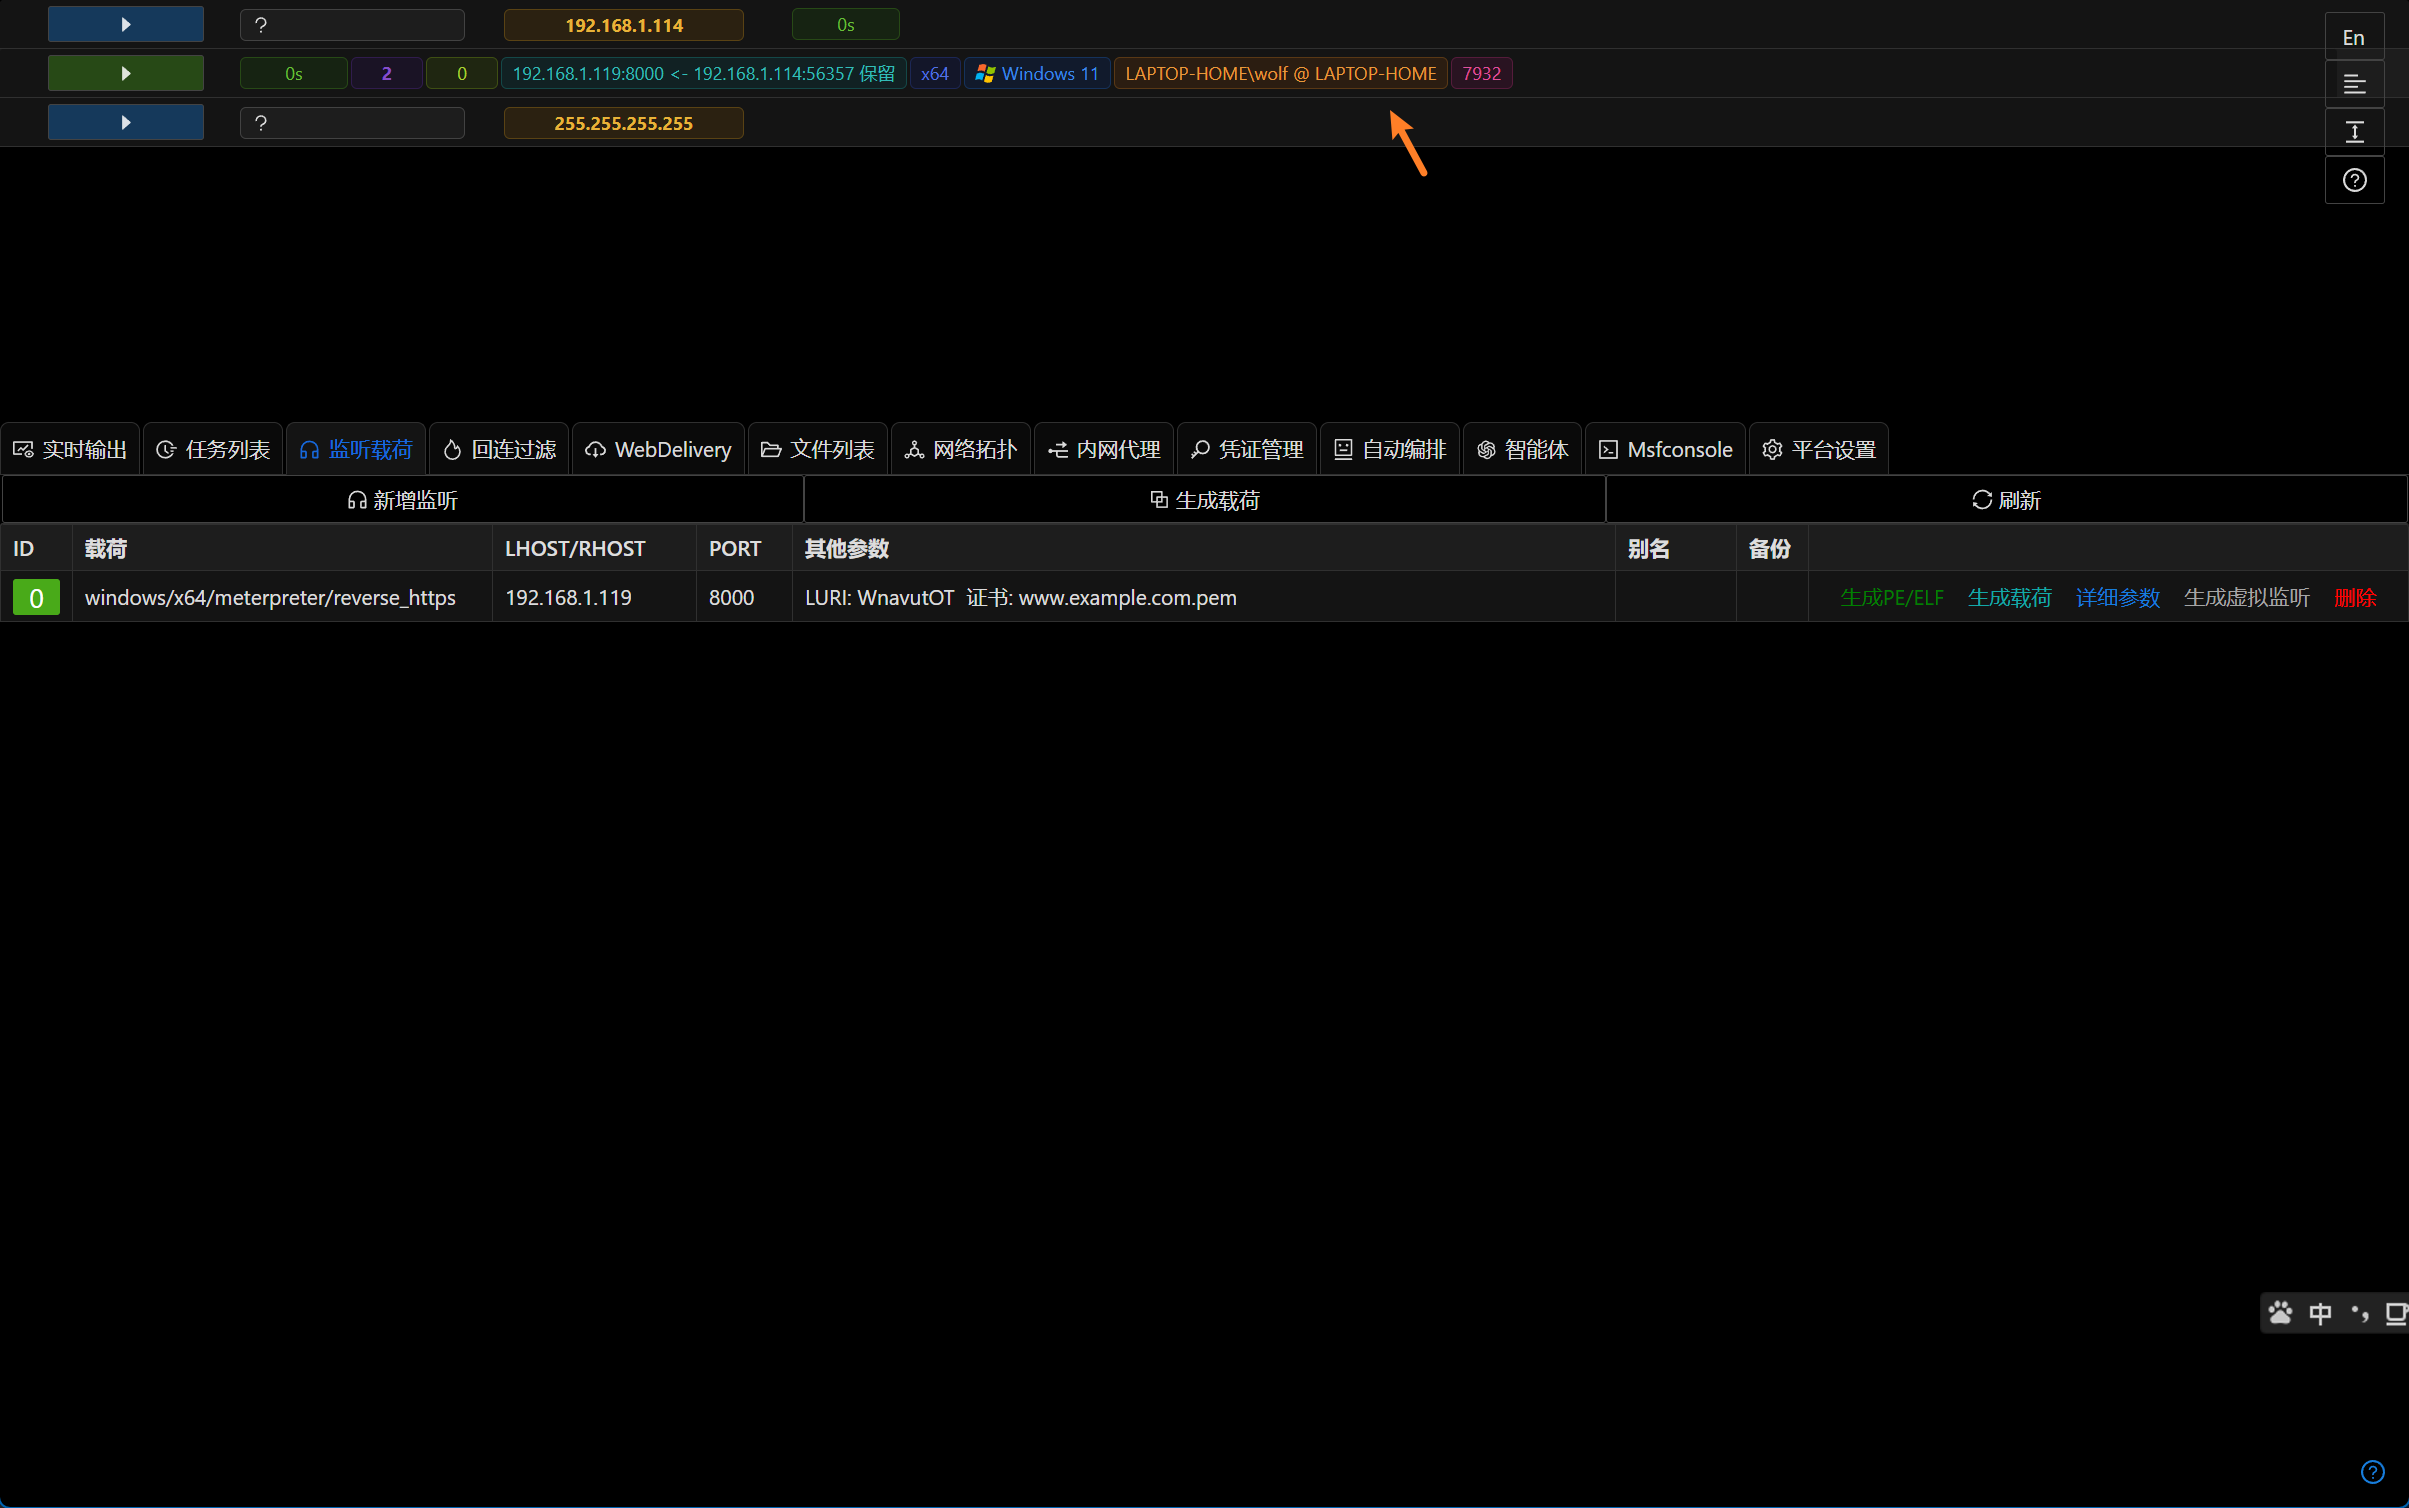 ? 192.168.1.114 0s
En
0s 2 0 192.168.1.119:8000 <- 192.168.1.114:56357 保留 x64 Windows 11 LAPTOP-HOME\wolf @ LAPTOP-HOME 7932
? 255.255.255.255
实时输出 任务列表 监听载荷 回连过滤 WebDelivery 文件列表 网络拓扑 内网代理 凭证管理 自动编排 智能体 Msfconsole 平台设置
新增监听 生成载荷 刷新
ID 载荷 LHOST/RHOST PORT 其他参数 别名 备份
0 windows/x64/meterpreter/reverse_https 192.168.1.119 8000 LURI: WnavutOT 证书: www.example.com.pem 生成PE/ELF 生成载荷 详细参数 生成虚拟监听 删除
中